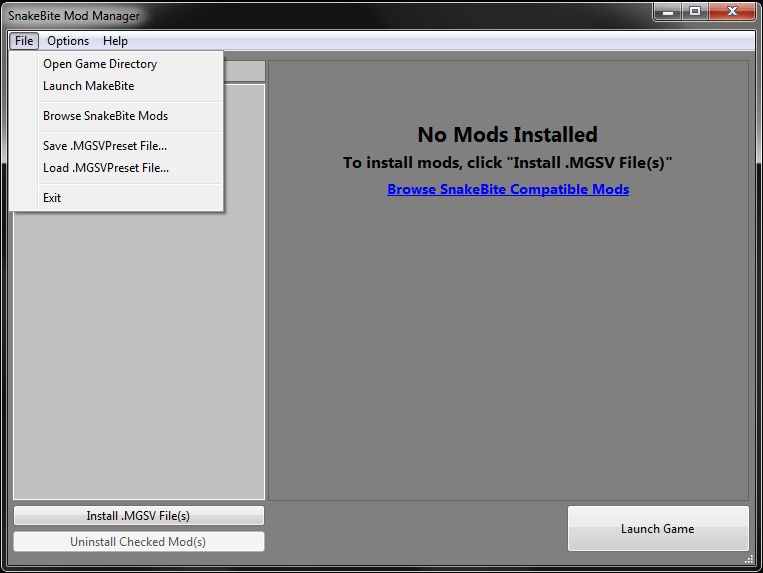 SnakeBite Mod Manager
File Options Help
Open Game Directory
Launch MakeBite
Browse SnakeBite Mods
Save .MGSVPreset File...
Load .MGSVPreset File...
Exit
No Mods Installed
To install mods, click "Install .MGSV File(s)"
Browse SnakeBite Compatible Mods
Install .MGSV File(s)
Uninstall Checked Mod(s)
Launch Game